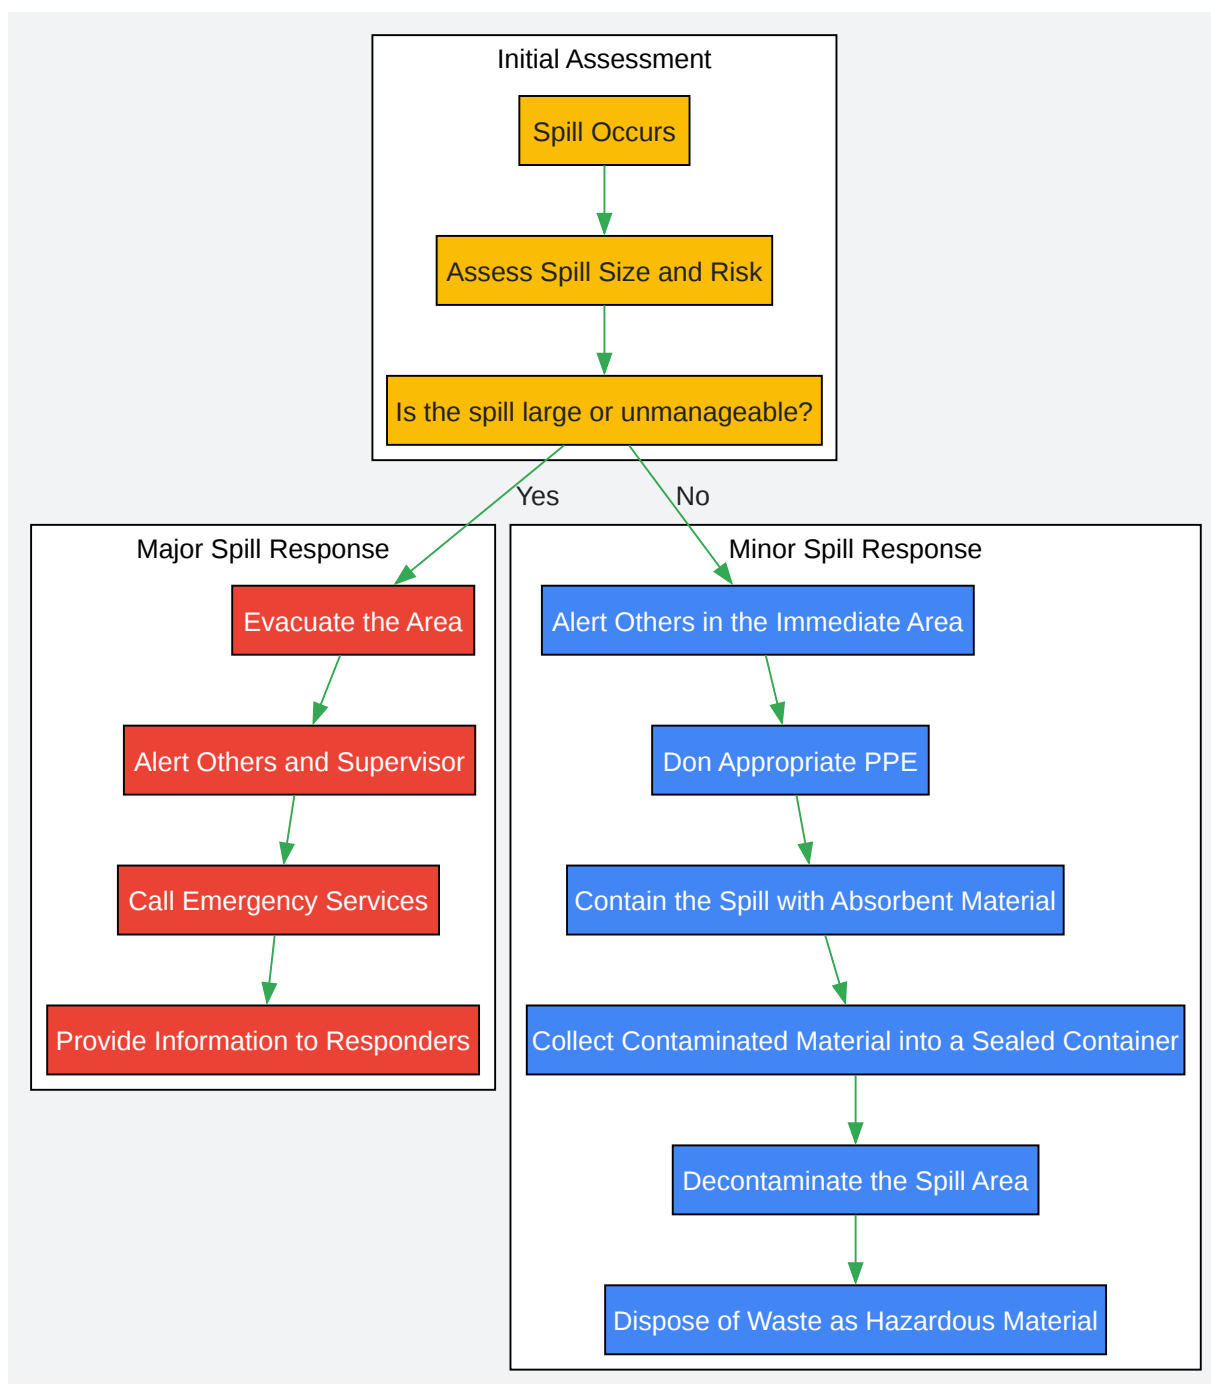 Initial Assessment
Spill Occurs
Assess Spill Size and Risk
Is the spill large or unmanageable?
Yes
No
Major Spill Response
Evacuate the Area
Alert Others and Supervisor
Call Emergency Services
Provide Information to Responders
Minor Spill Response
Alert Others in the Immediate Area
Don Appropriate PPE
Contain the Spill with Absorbent Material
Collect Contaminated Material into a Sealed Container
Decontaminate the Spill Area
Dispose of Waste as Hazardous Material